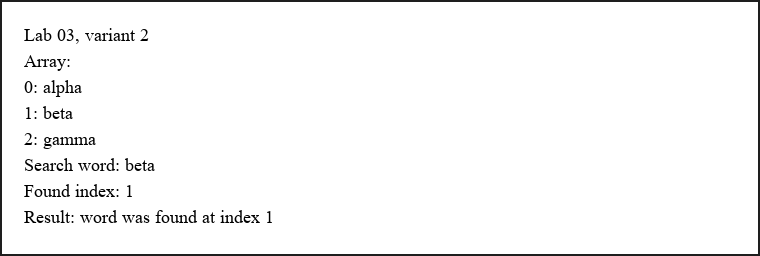 Lab 03, variant 2
Array:
0: alpha
1: beta
2: gamma
Search word: beta
Found index: 1
Result: word was found at index 1